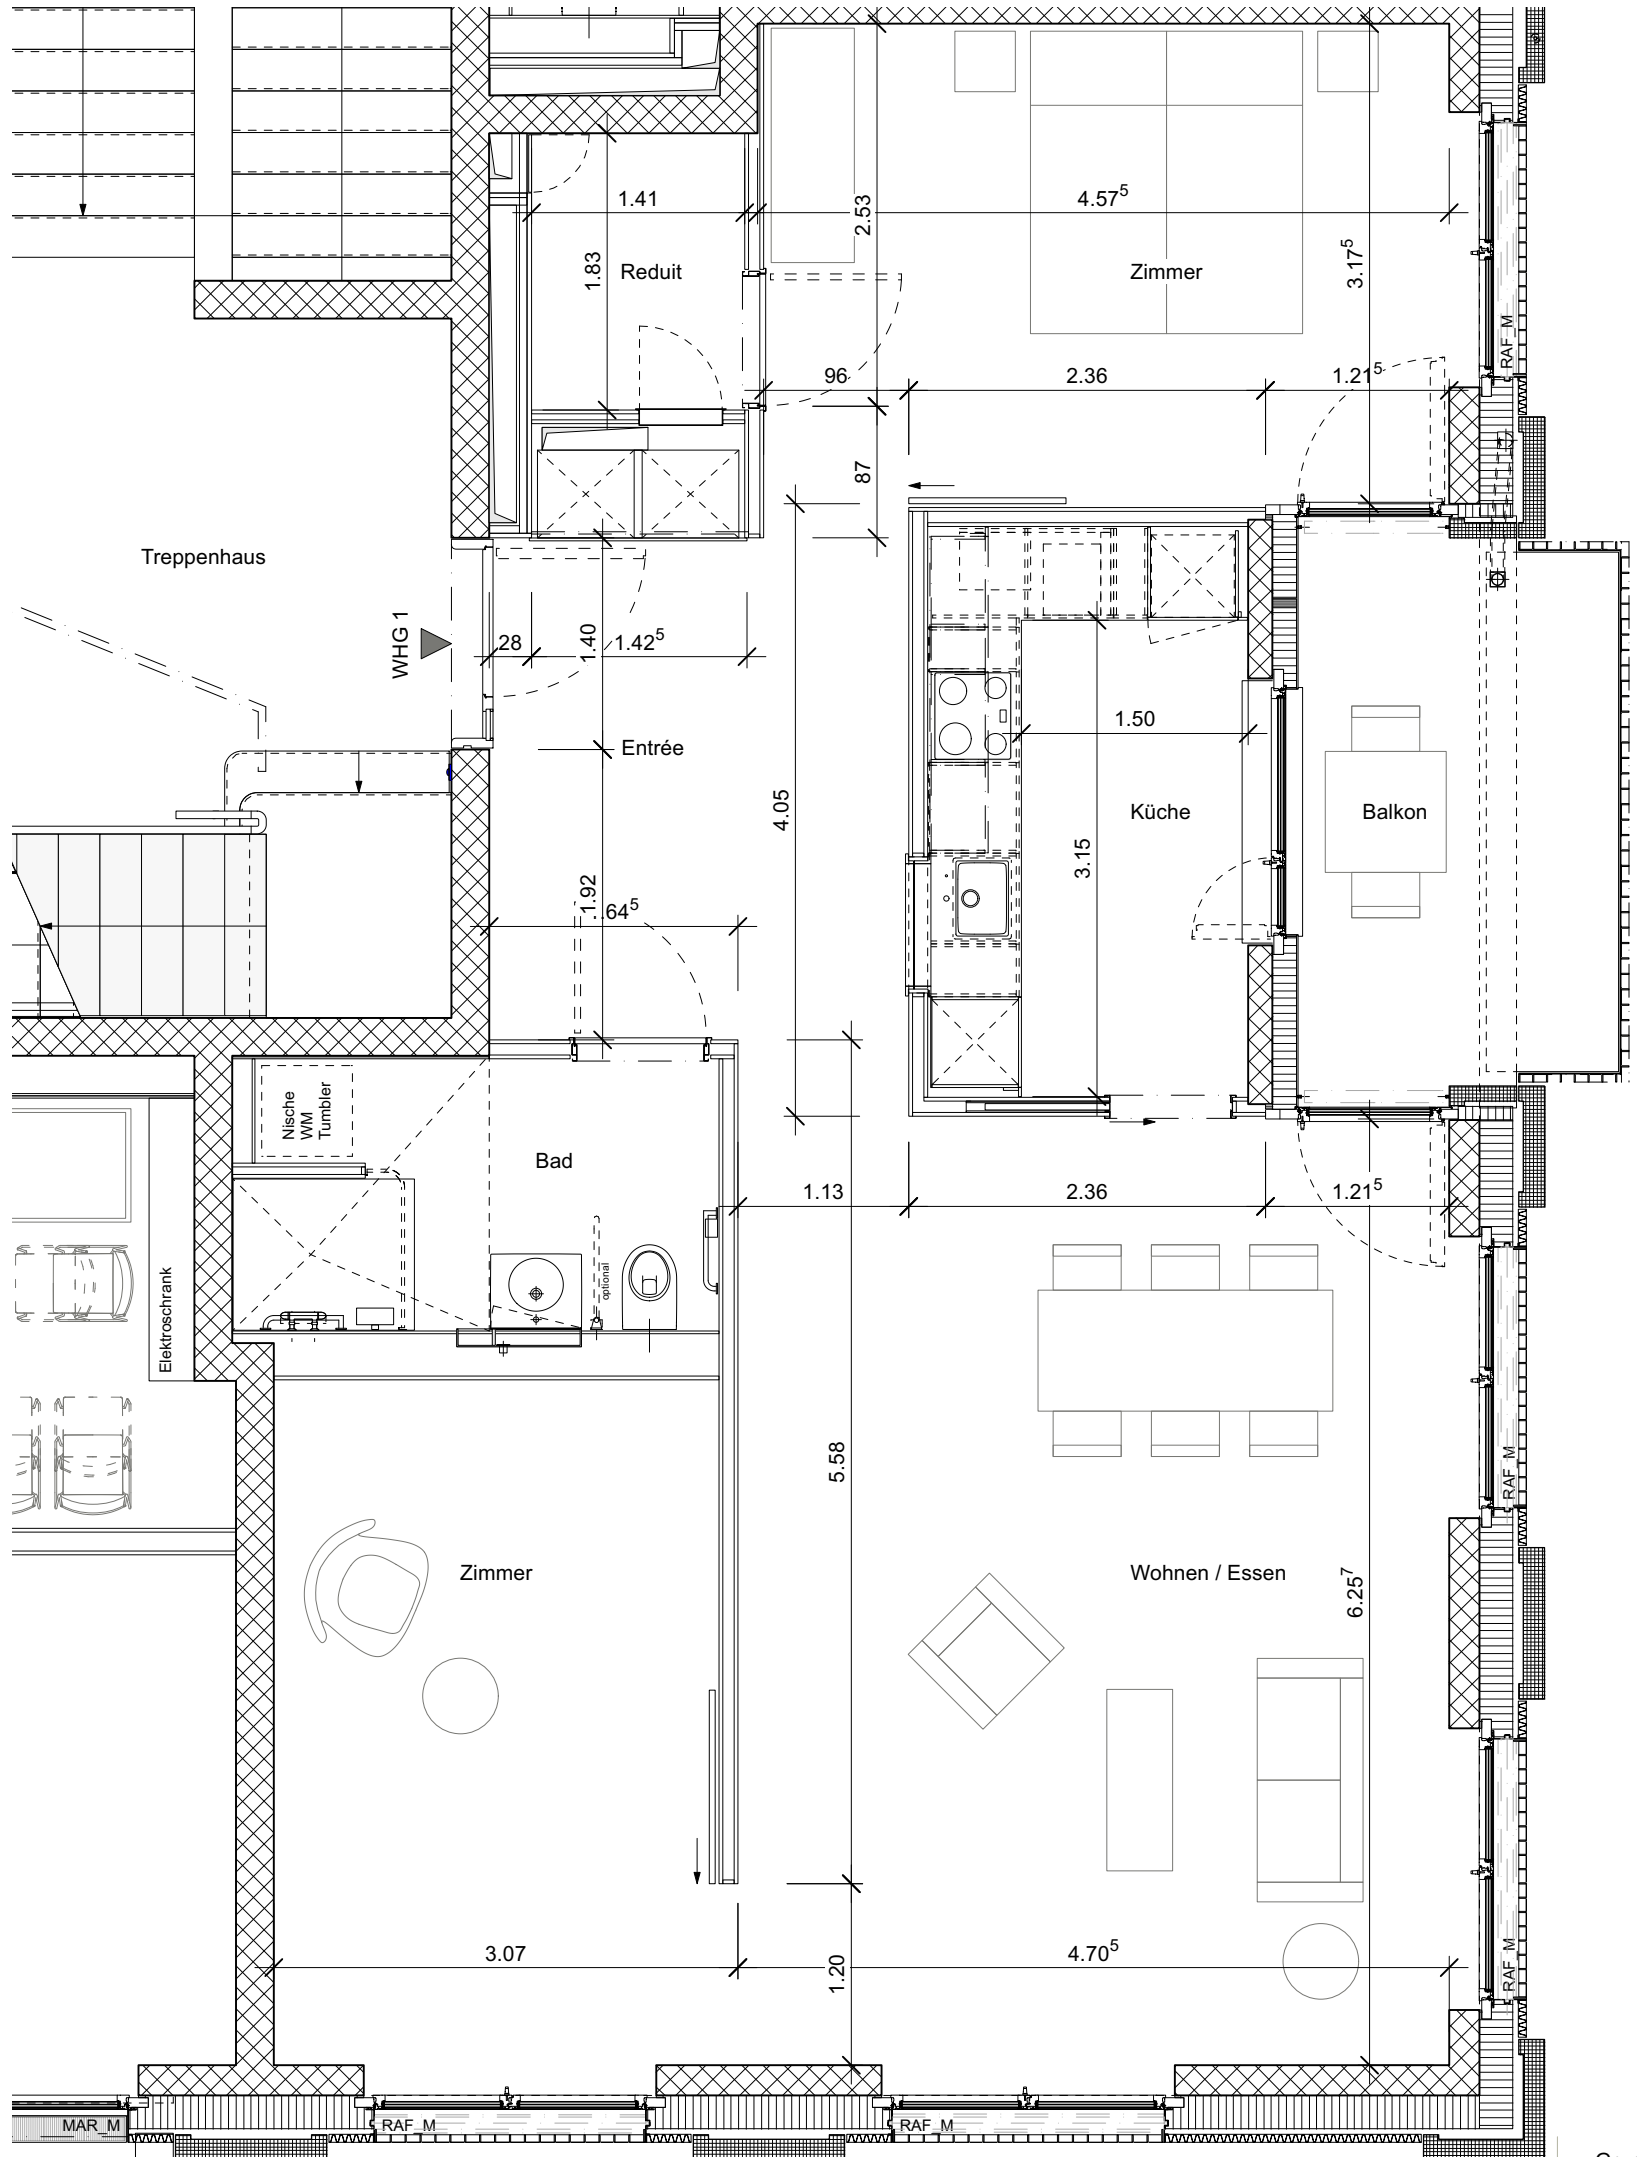 1.41
4.57⁵
2.53
1.83
Reduit
Zimmer
3.17⁵
RAF_M
96
2.36
1.21⁵
87
Treppenhaus
WHG 1
28
1.40
1.42⁵
1.50
Entrée
4.05
Küche
Balkon
3.15
1.92
64⁵
Nische
WM
Tumbler
Bad
1.13
2.36
1.21⁵
optional
Elektroschrank
5.58
RAF_M
Zimmer
Wohnen / Essen
6.25⁷
3.07
4.70⁵
1.20
RAF_M
MAR_M
RAF_M
RAF_M